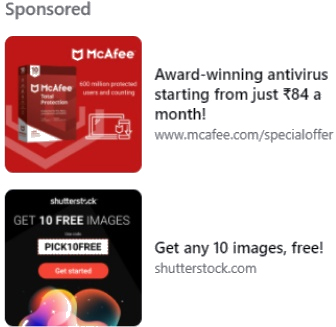 Sponsored
McAfee
10
McAfee
Total
Protection
600 million protected
users and counting
Award-winning antivirus
starting from just ₹84 a
month!
www.mcafee.com/specialoffer
shutterstock
GET 10 FREE IMAGES
Use code
PICK10FREE
Get started
Get any 10 images, free!
shutterstock.com